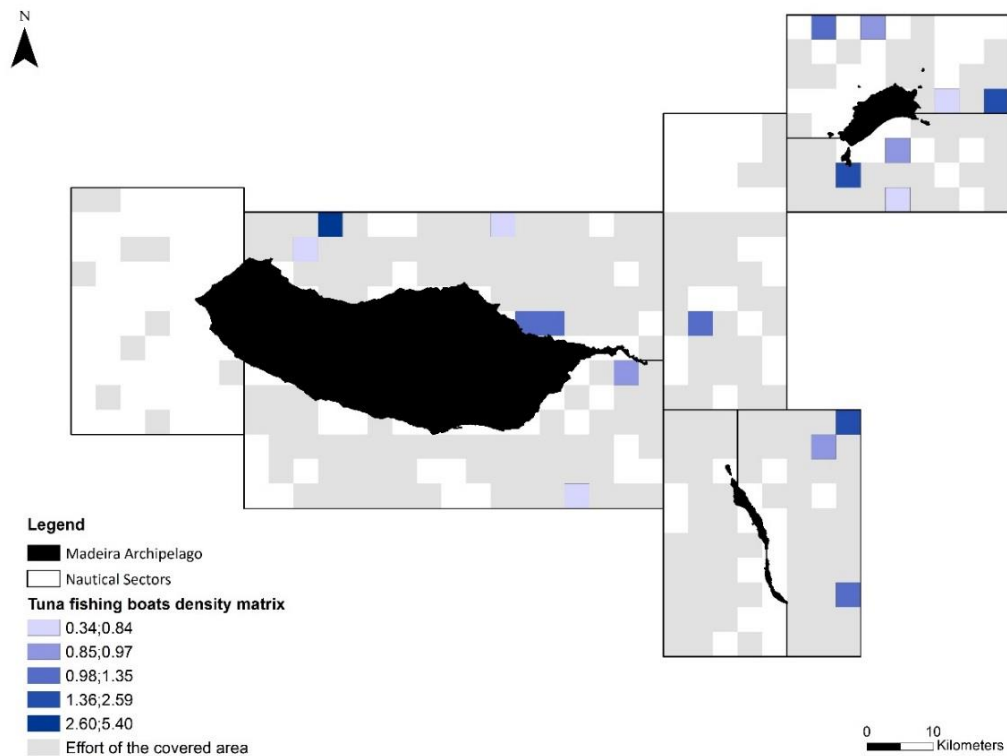 N
Legend
Madeira Archipelago
Nautical Sectors
Tuna fishing boats density matrix
0.34;0.84
0.85;0.97
0.98;1.35
1.36;2.59
2.60;5.40
Effort of the covered area
0 10
Kilometers